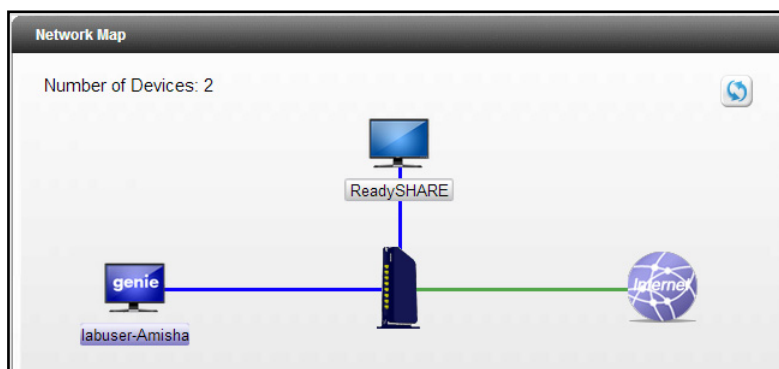 Network Map
Number of Devices: 2
ReadySHARE
genie
Internet
labuser-Amisha